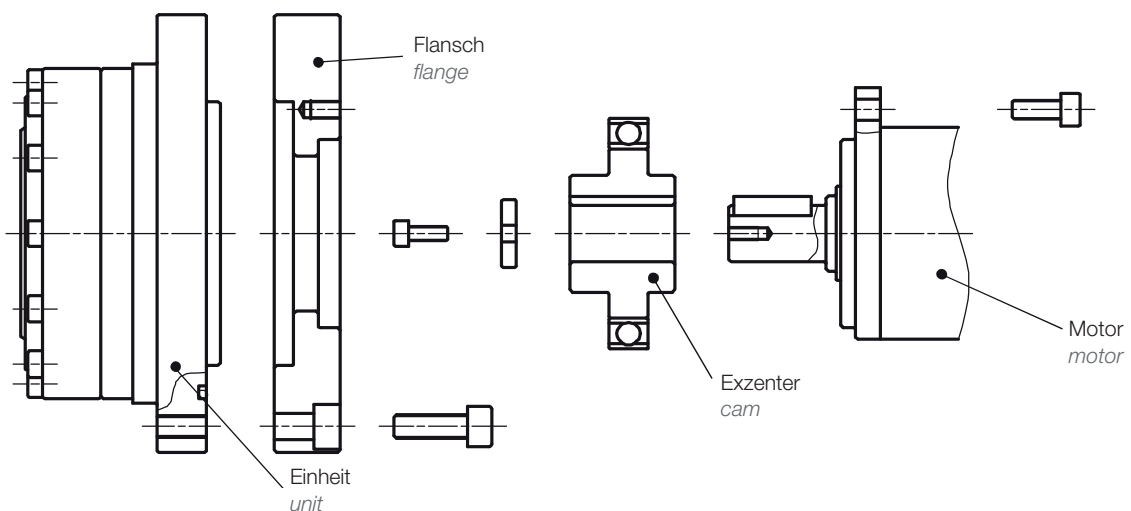 Flansch
flange
Motor
motor
Exzenter
cam
Einheit
unit